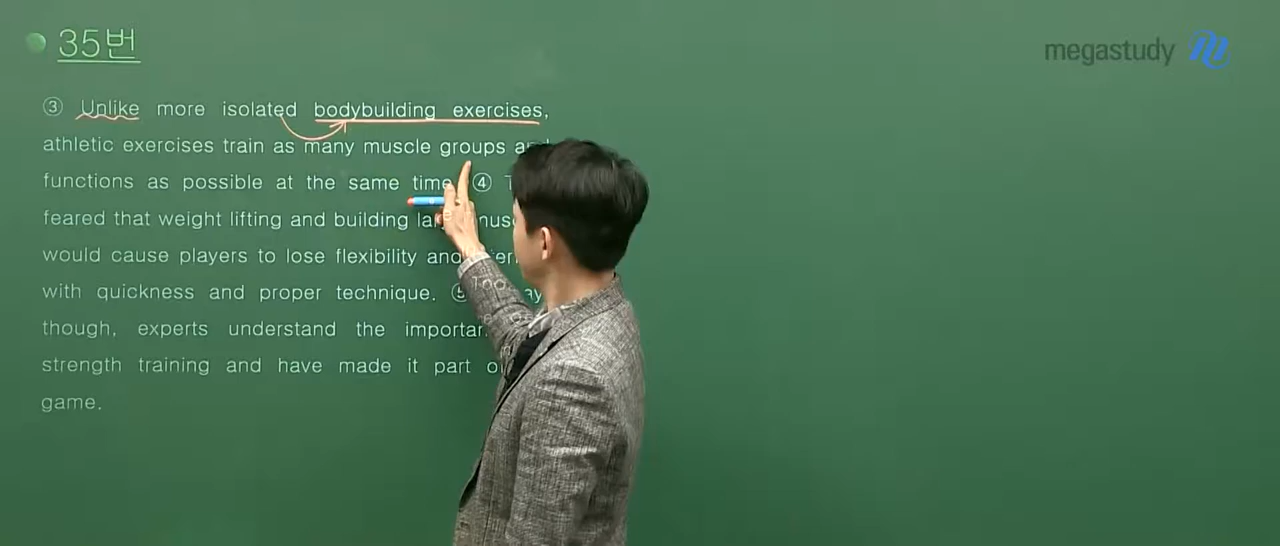 35번
megastudy
③ Unlike more isolated bodybuilding exercises,
athletic exercises train as many muscle groups
functions as possible at the same time ④
feared that weight lifting and building
would cause players to lose flexibility and
with quickness and proper technique. ⑤
though, experts understand the
strength training and have made it part
game.